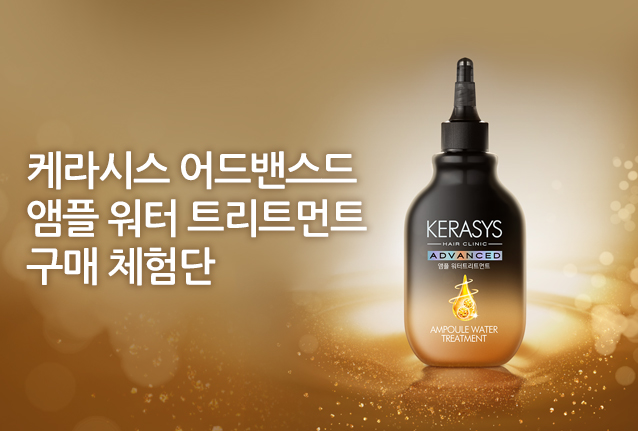 케라시스 어드밴스드
앰플 워터 트리트먼트
구매 체험단
KERASYS
HAIR CLINIC
ADVANCED
앰플 워터트리트먼트
AMPOULE WATER
TREATMENT